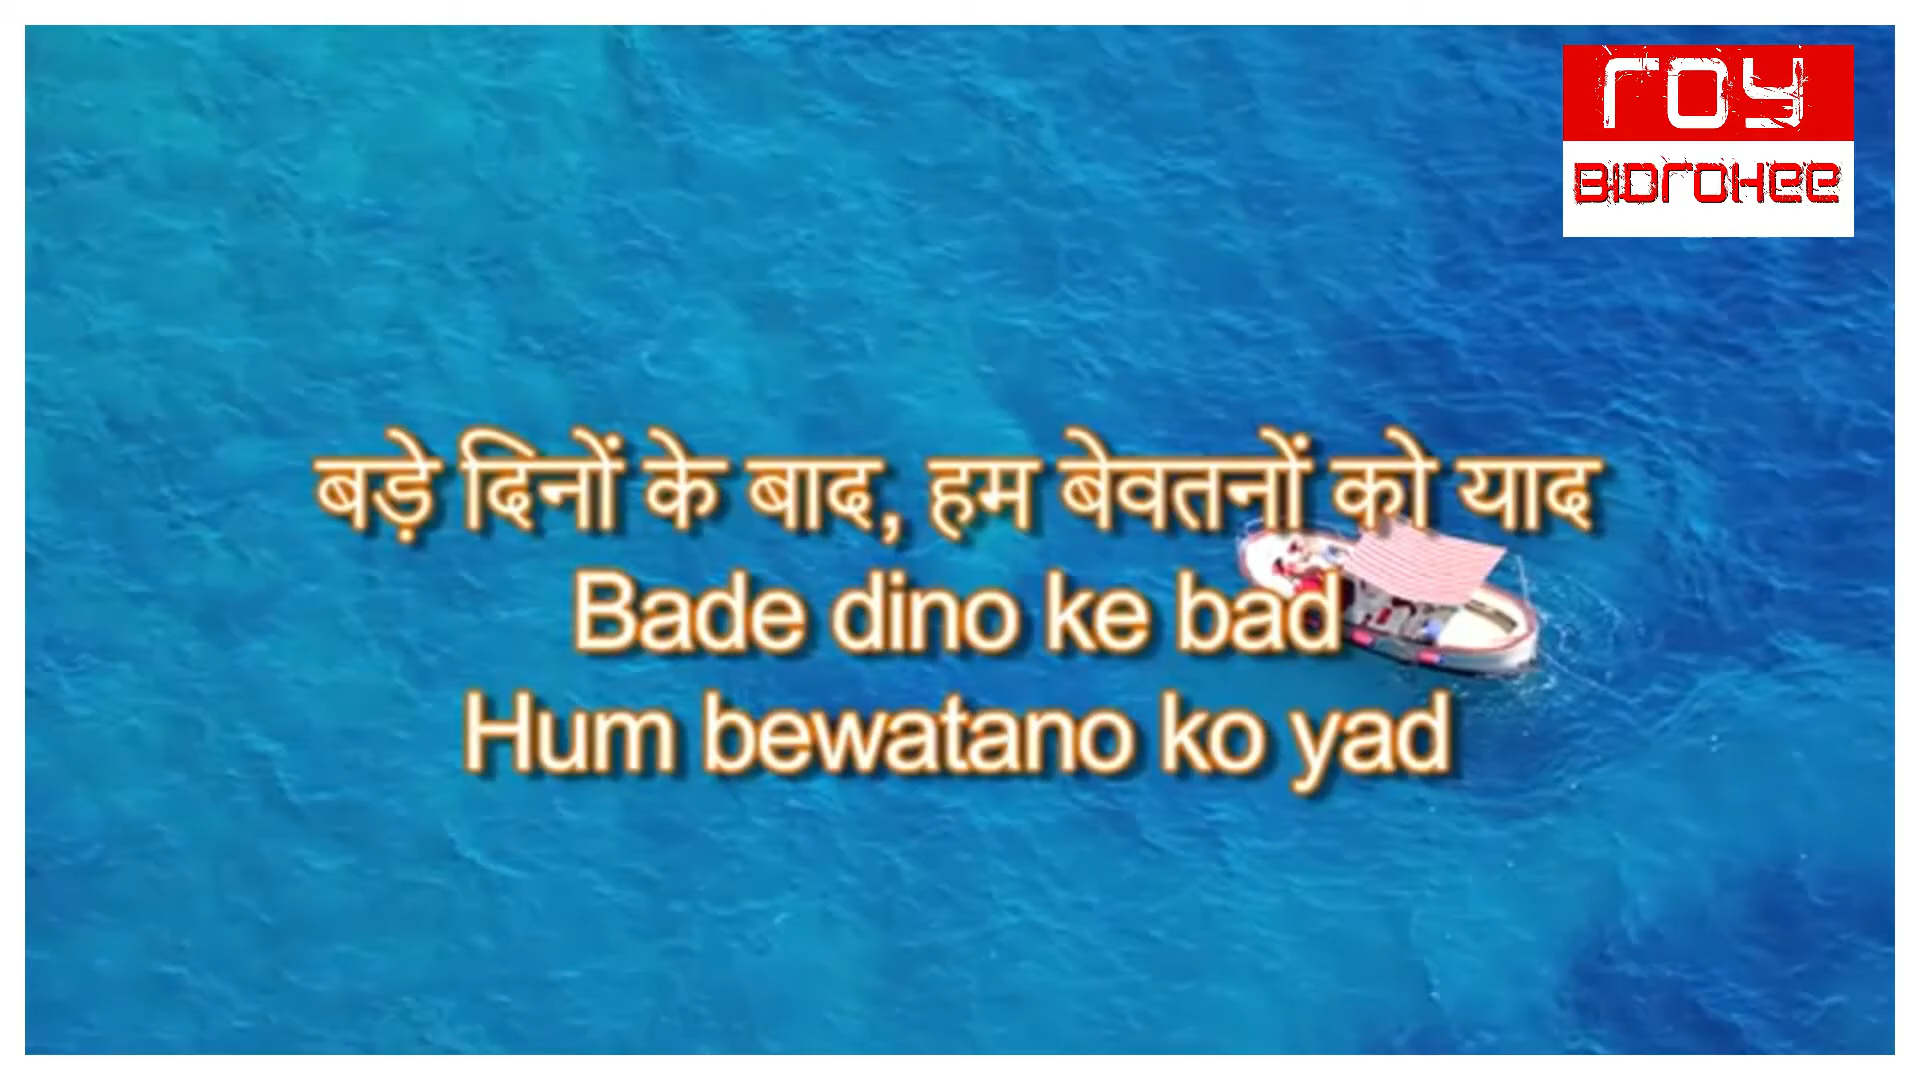 roy
BIDroHee
बड़े दिनों के बाद, हम बेवतनों को याद
Bade dino ke bad
Hum bewatano ko yad